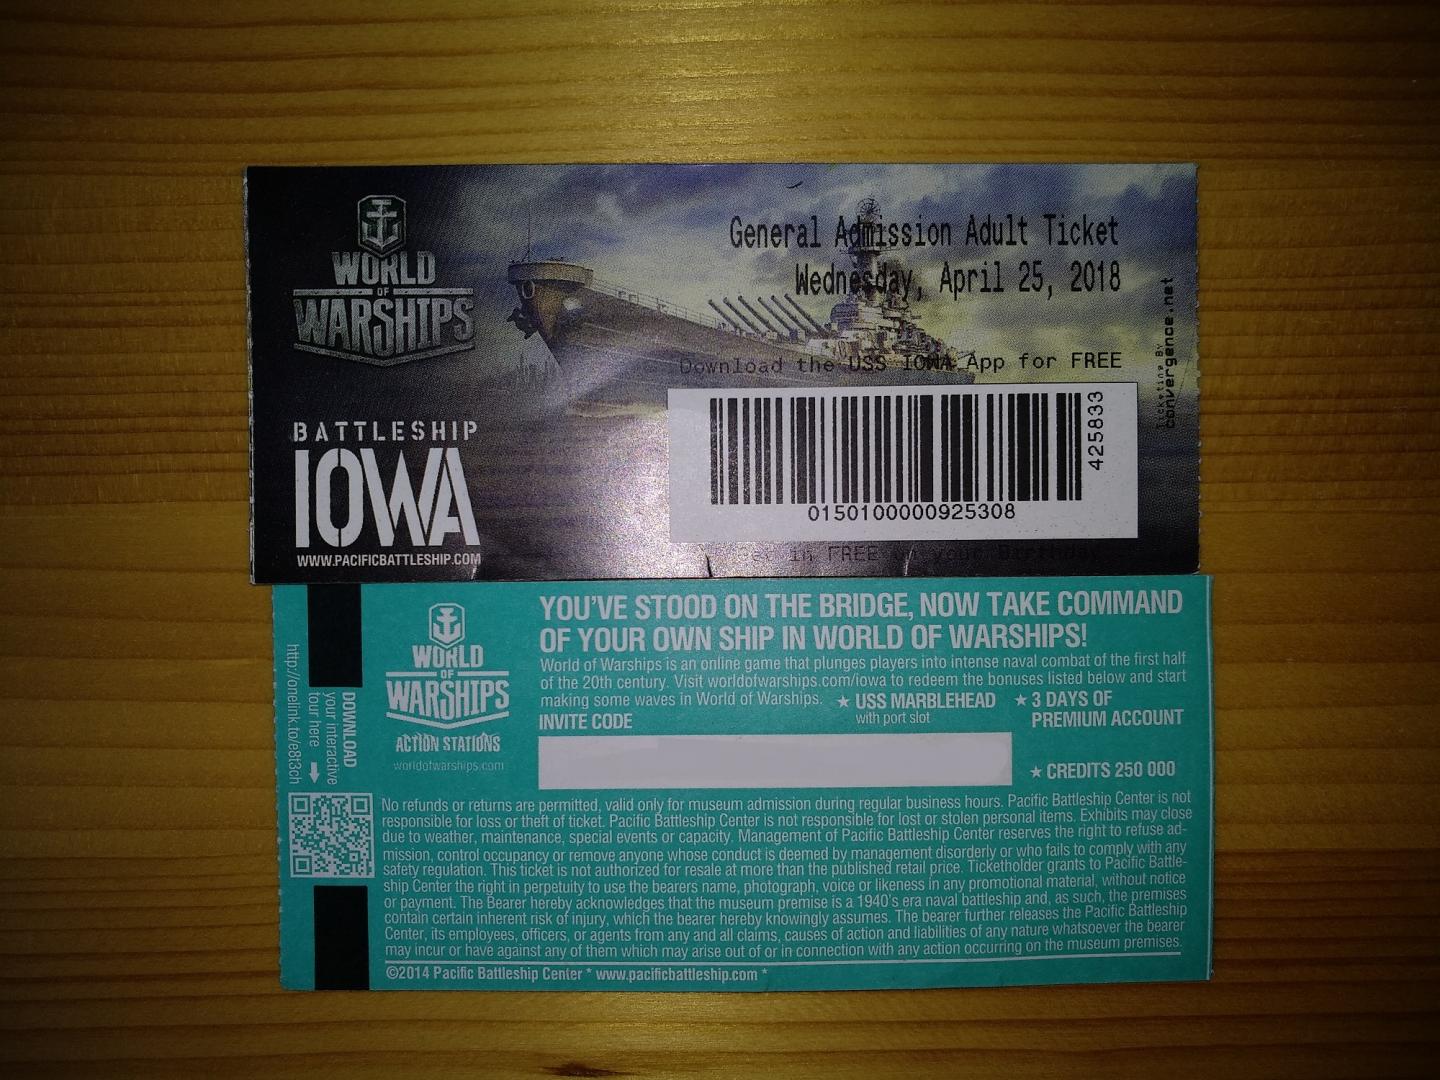 WORLD
OF
WARSHIPS
BATTLESHIP
IOWA
WWW.PACIFICBATTLESHIP.COM
General Admission Adult Ticket
Wednesday, April 25, 2018
Download the USS IOWA App for FREE
425833
0150100000925308
in FREE on your Birthday
Ticketing By
convergence.net
http://onelink.to/e8t3ch
DOWNLOAD
your interactive
tour here
WORLD
OF
WARSHIPS
ACTION STATIONS
worldofwarships.com
YOU'VE STOOD ON THE BRIDGE, NOW TAKE COMMAND
OF YOUR OWN SHIP IN WORLD OF WARSHIPS!
World of Warships is an online game that plunges players into intense naval combat of the first half
of the 20th century. Visit worldofwarships.com/iowa to redeem the bonuses listed below and start
making some waves in World of Warships.
★ USS MARBLEHEAD
with port slot
★ 3 DAYS OF
PREMIUM ACCOUNT
INVITE CODE
★ CREDITS 250 000
No refunds or returns are permitted, valid only for museum admission during regular business hours. Pacific Battleship Center is not
responsible for loss or theft of ticket. Pacific Battleship Center is not responsible for lost or stolen personal items. Exhibits may close
due to weather, maintenance, special events or capacity. Management of Pacific Battleship Center reserves the right to refuse ad-
mission, control occupancy or remove anyone whose conduct is deemed by management disorderly or who fails to comply with any
safety regulation. This ticket is not authorized for resale at more than the published retail price. Ticketholder grants to Pacific Battle-
ship Center the right in perpetuity to use the bearers name, photograph, voice or likeness in any promotional material, without notice
or payment. The Bearer hereby acknowledges that the museum premise is a 1940's era naval battleship and, as such, the premises
contain certain inherent risk of injury, which the bearer hereby knowingly assumes. The bearer further releases the Pacific Battleship
Center, its employees, officers, or agents from any and all claims, causes of action and liabilities of any nature whatsoever the bearer
may incur or have against any of them which may arise out of or in connection with any action occurring on the museum premises.
©2014 Pacific Battleship Center * www.pacificbattleship.com *